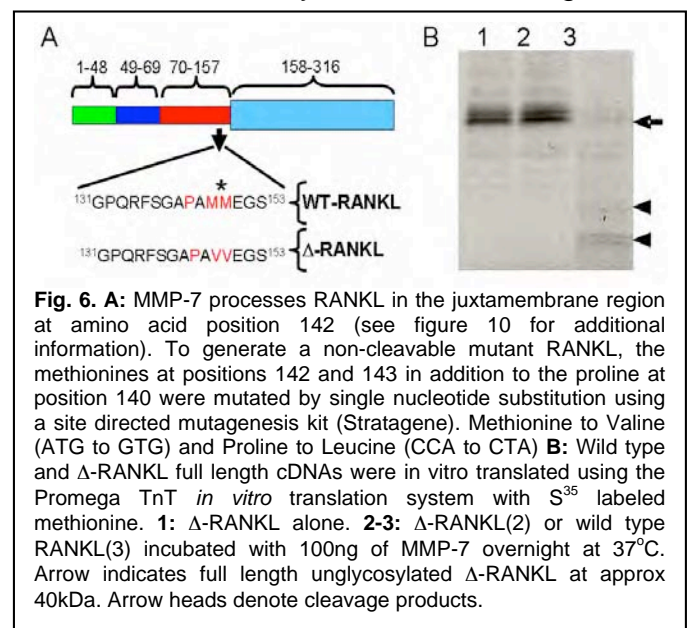 A
B
1 2 3
1-48 49-69 70-157 158-316
*
¹³¹GPQRFSGAPAMMEGS¹⁵³ { WT-RANKL
¹³¹GPQRFSGAPAVVEGS¹⁵³ { Δ-RANKL
Fig. 6. A: MMP-7 processes RANKL in the juxtamembrane region
at amino acid position 142 (see figure 10 for additional
information). To generate a non-cleavable mutant RANKL, the
methionines at positions 142 and 143 in addition to the proline at
position 140 were mutated by single nucleotide substitution using
a site directed mutagenesis kit (Stratagene). Methionine to Valine
(ATG to GTG) and Proline to Leucine (CCA to CTA) B: Wild type
and Δ-RANKL full length cDNAs were in vitro translated using the
Promega TnT in vitro translation system with S³⁵ labeled
methionine. 1: Δ-RANKL alone. 2-3: Δ-RANKL(2) or wild type
RANKL(3) incubated with 100ng of MMP-7 overnight at 37°C.
Arrow indicates full length unglycosylated Δ-RANKL at approx
40kDa. Arrow heads denote cleavage products.